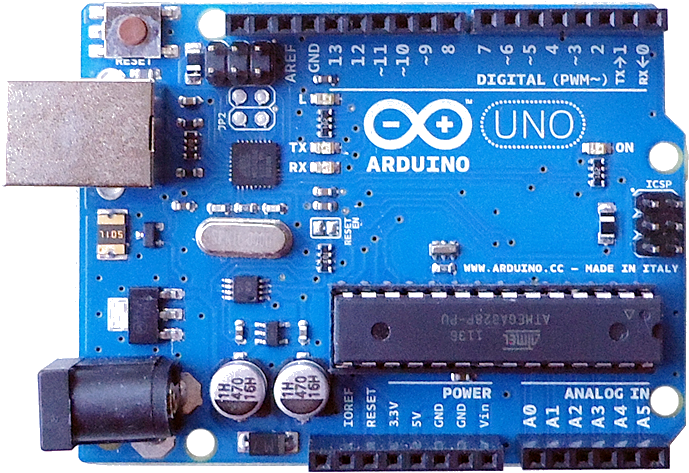 RESET
AREF
GND
13
12
~11
~10
~9
8
7
~6
~5
4
~3
2
TX→1
RX←0
DIGITAL (PWM~)
L
JP2
TX
RX
™
UNO
ARDUINO
ON
ICSP
RESET
EN
WWW.ARDUINO.CC – MADE IN ITALY
ATMEL
ATMEGA328P-PU
1136
1H
470
16H
1H
470
16H
IOREF
RESET
3.3V
5V
GND
GND
Vin
POWER
ANALOG IN
A0
A1
A2
A3
A4
A5